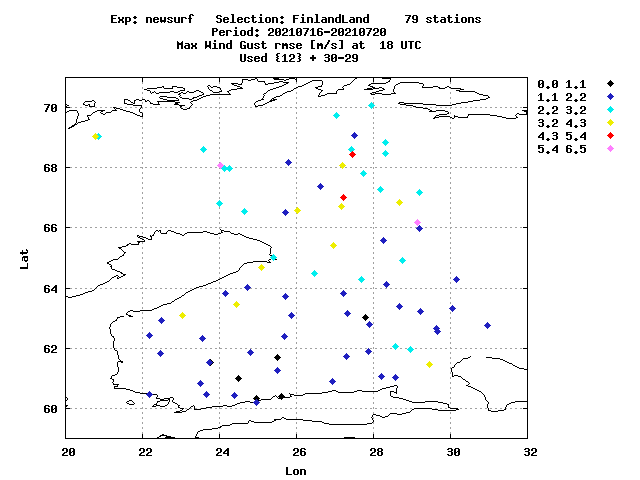 Exp: newsurf   Selection: FinlandLand     79 stations
Period: 20210716-20210720
Max Wind Gust rmse [m/s] at  18 UTC
Used {12} + 30-29
0.0 1.1
1.1 2.2
2.2 3.2
3.2 4.3
4.3 5.4
5.4 6.5
70
68
66
64
62
60
Lat
20 22 24 26 28 30 32
Lon